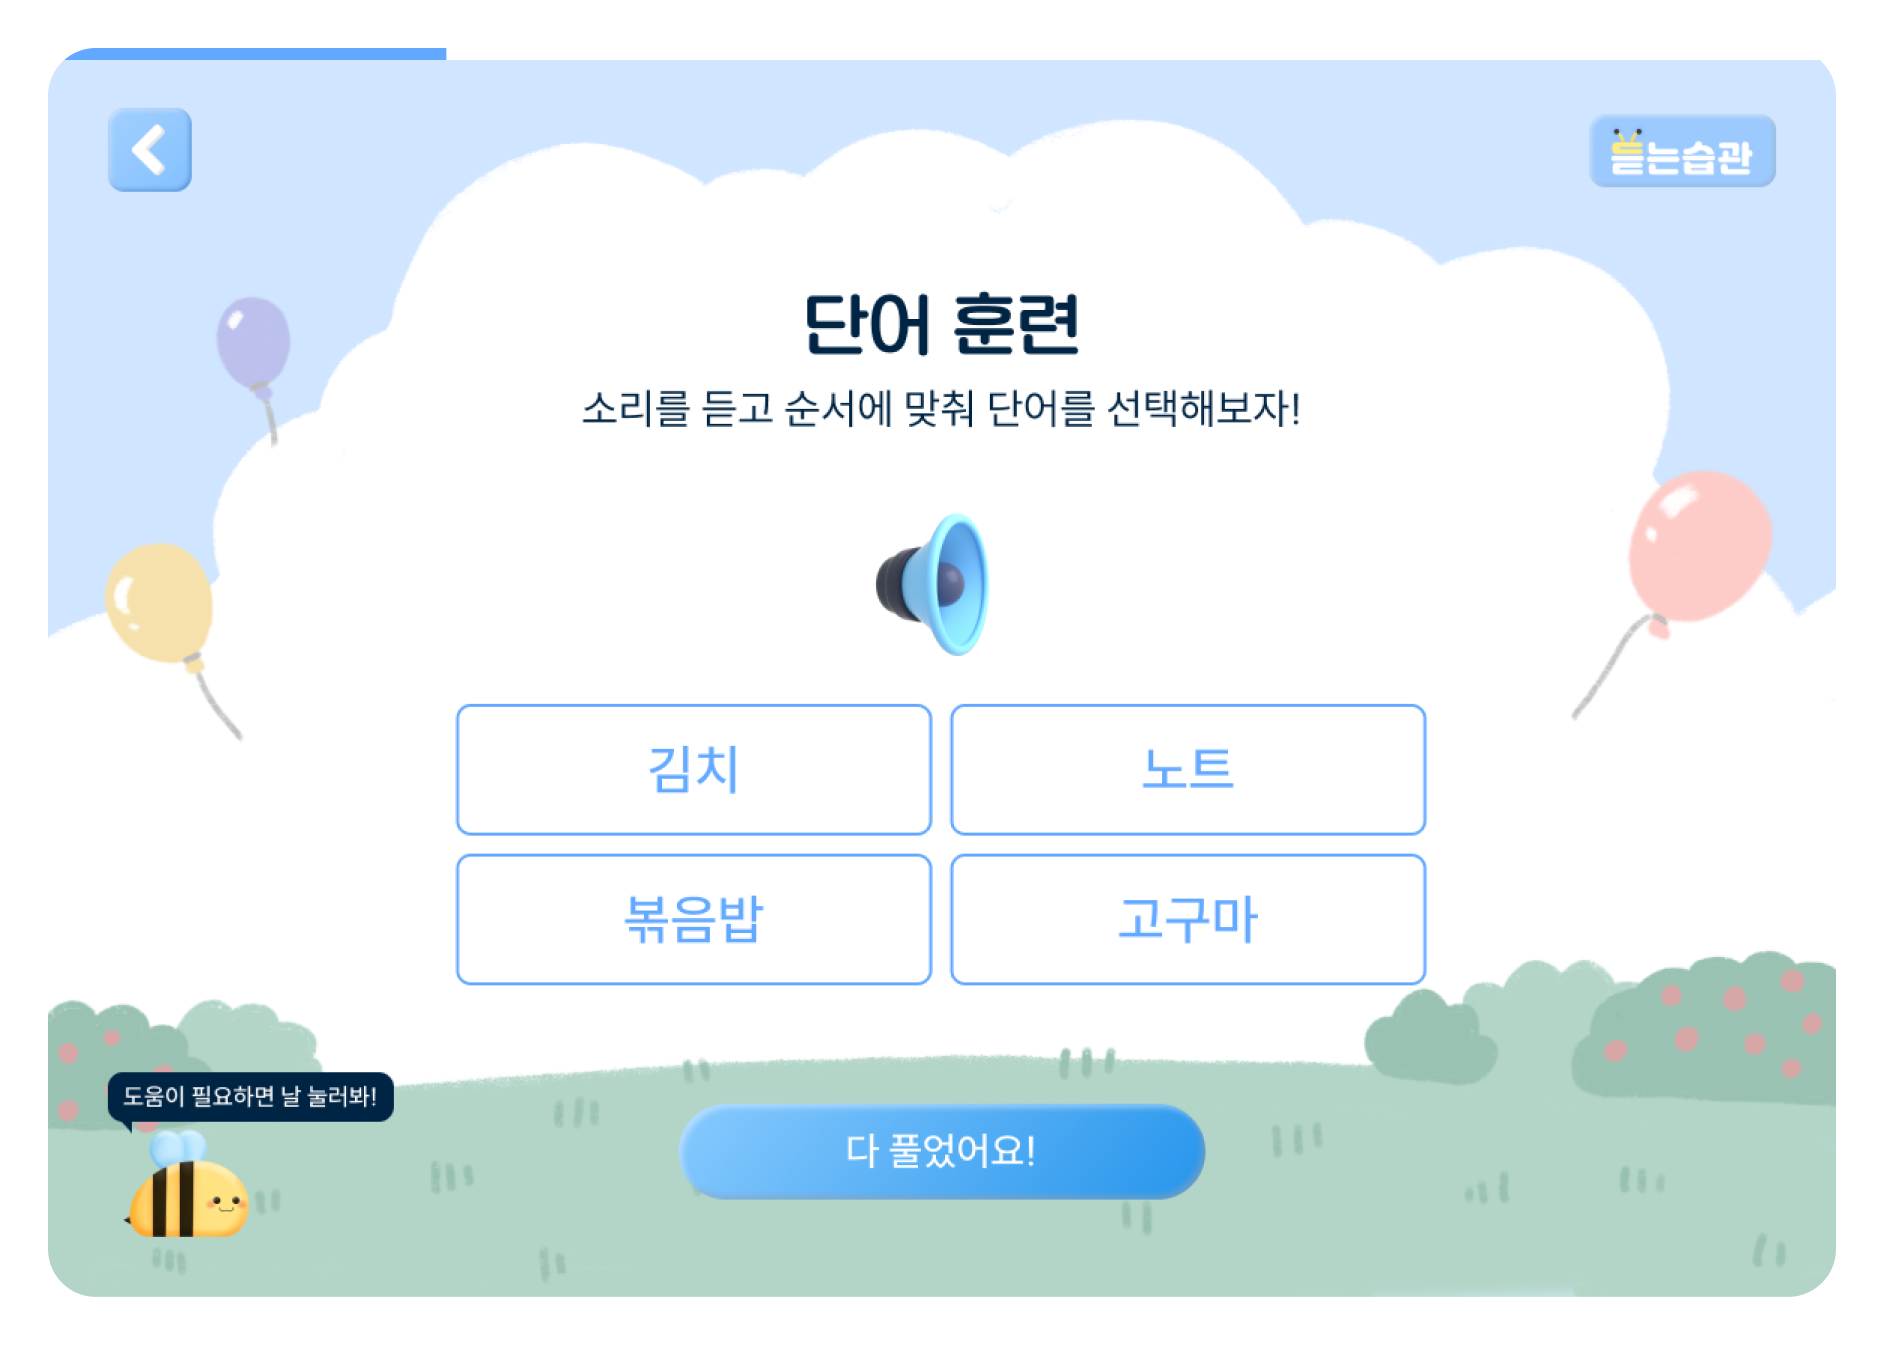 듣는습관
단어 훈련
소리를 듣고 순서에 맞춰 단어를 선택해보자!
김치
노트
볶음밥
고구마
도움이 필요하면 날 눌러봐!
다 풀었어요!